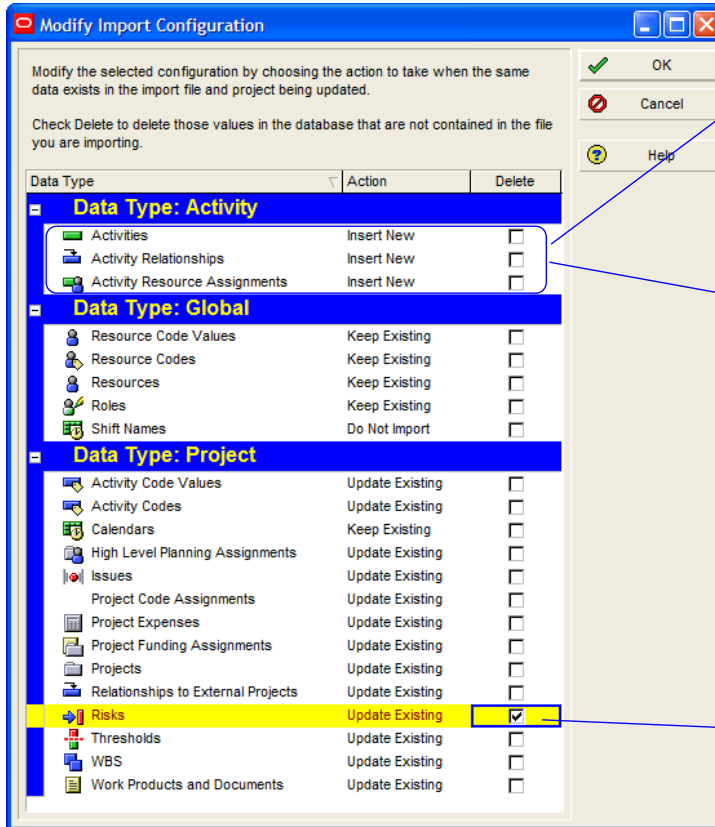 Modify Import Configuration
Modify the selected configuration by choosing the action to take when the same
data exists in the import file and project being updated.
Check Delete to delete those values in the database that are not contained in the file
you are importing.
OK
Cancel
Help
Data Type Action Delete
Data Type: Activity
Activities Insert New
Activity Relationships Insert New
Activity Resource Assignments Insert New
Data Type: Global
Resource Code Values Keep Existing
Resource Codes Keep Existing
Resources Keep Existing
Roles Keep Existing
Shift Names Do Not Import
Data Type: Project
Activity Code Values Update Existing
Activity Codes Update Existing
Calendars Keep Existing
High Level Planning Assignments Update Existing
Issues Update Existing
Project Code Assignments Update Existing
Project Expenses Update Existing
Project Funding Assignments Update Existing
Projects Update Existing
Relationships to External Projects Update Existing
Risks Update Existing
Thresholds Update Existing
WBS Update Existing
Work Products and Documents Update Existing